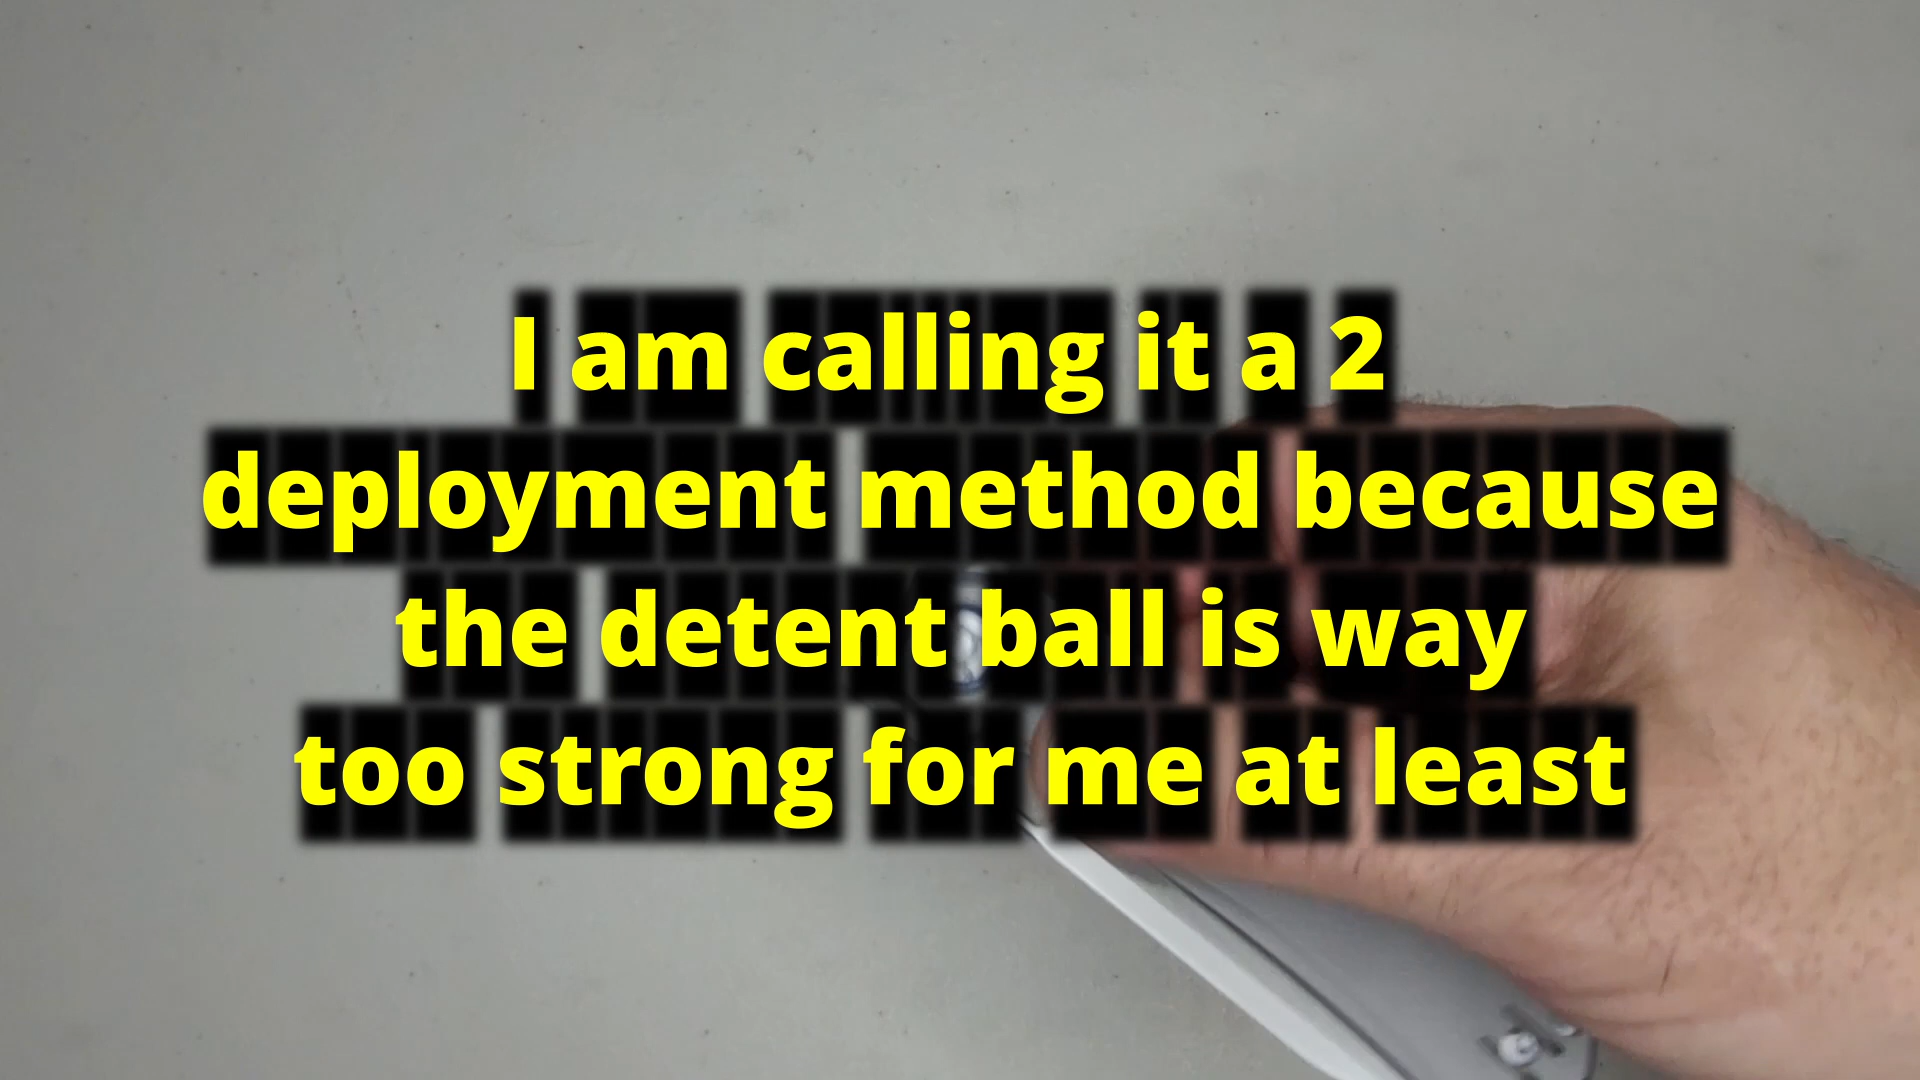 I am calling it a 2
deployment method because
the detent ball is way
too strong for me at least